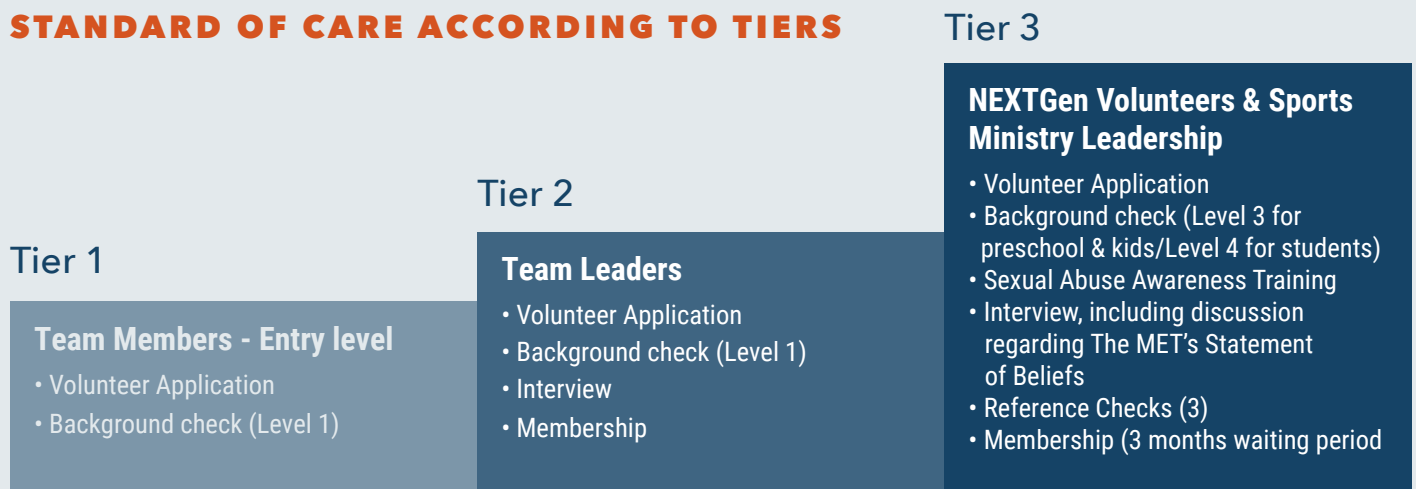 STANDARD OF CARE ACCORDING TO TIERS
Tier 1
Team Members - Entry level
• Volunteer Application
• Background check (Level 1)
Tier 2
Team Leaders
• Volunteer Application
• Background check (Level 1)
• Interview
• Membership
Tier 3
NEXTGen Volunteers & Sports
Ministry Leadership
• Volunteer Application
• Background check (Level 3 for
preschool & kids/Level 4 for students)
• Sexual Abuse Awareness Training
• Interview, including discussion
regarding The MET’s Statement
of Beliefs
• Reference Checks (3)
• Membership (3 months waiting period